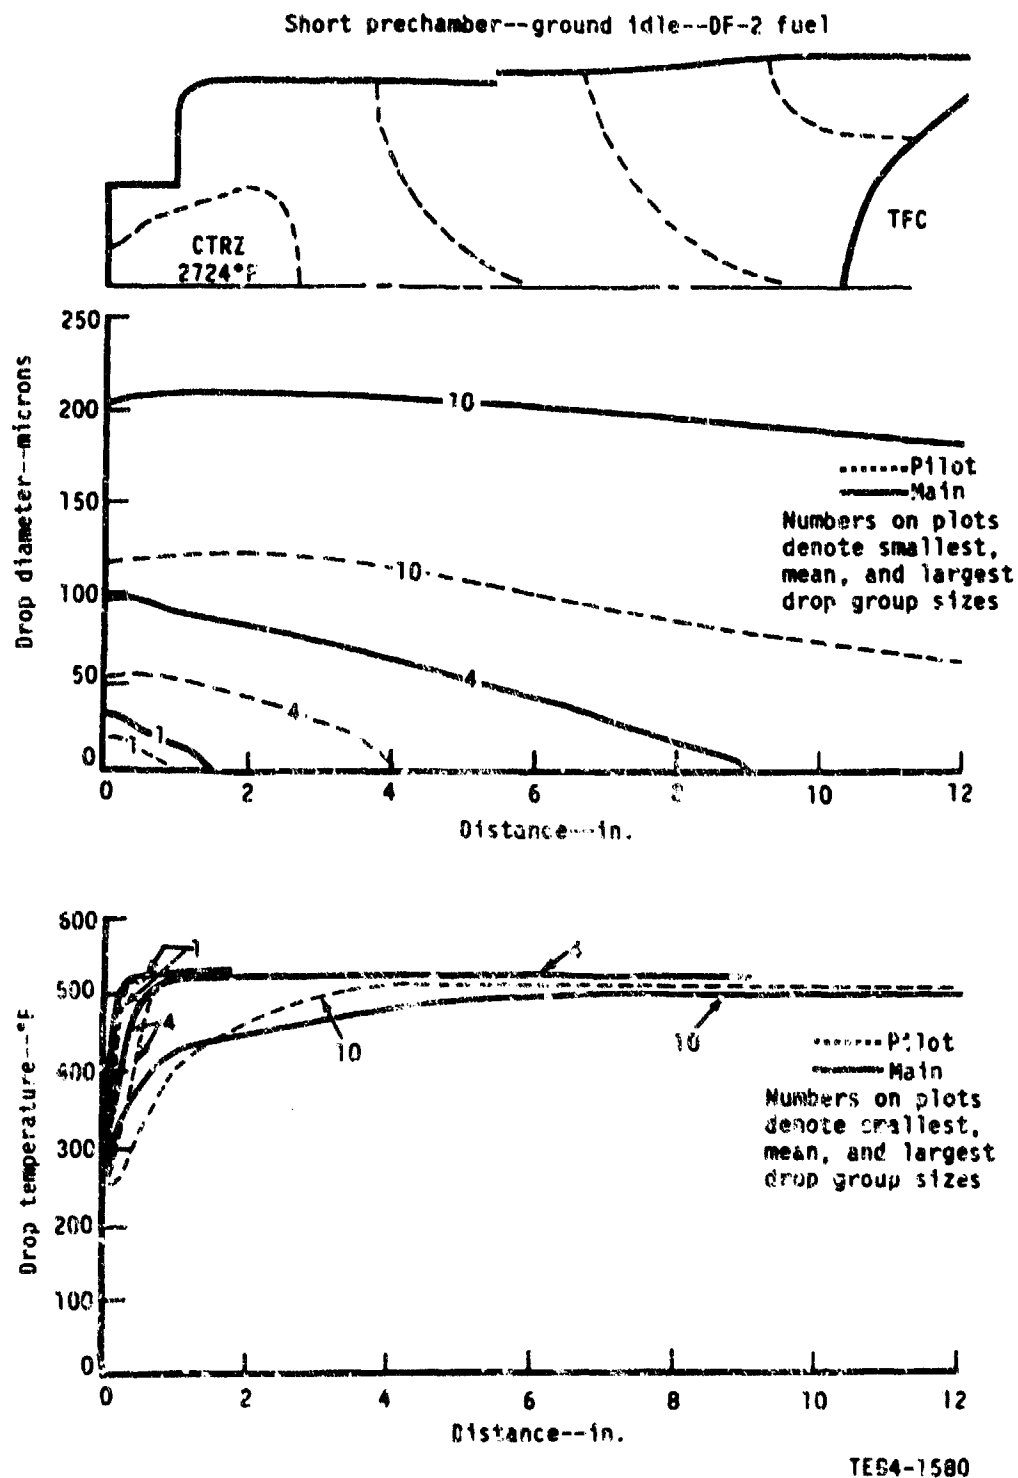 Short prechamber--ground idle--DF-2 fuel
CTRZ
2724°F
TFC
Drop diameter--microns
250
200
150
100
50
0
10
10
4
4
1
1
Pilot
Main
Numbers on plots
denote smallest,
mean, and largest
drop group sizes
0 2 4 6 8 10 12
Distance--in.
Drop temperature--°F
600
500
400
300
200
100
0
1
4
10
10
Pilot
Main
Numbers on plots
denote smallest,
mean, and largest
drop group sizes
0 2 4 6 8 10 12
Distance--in.